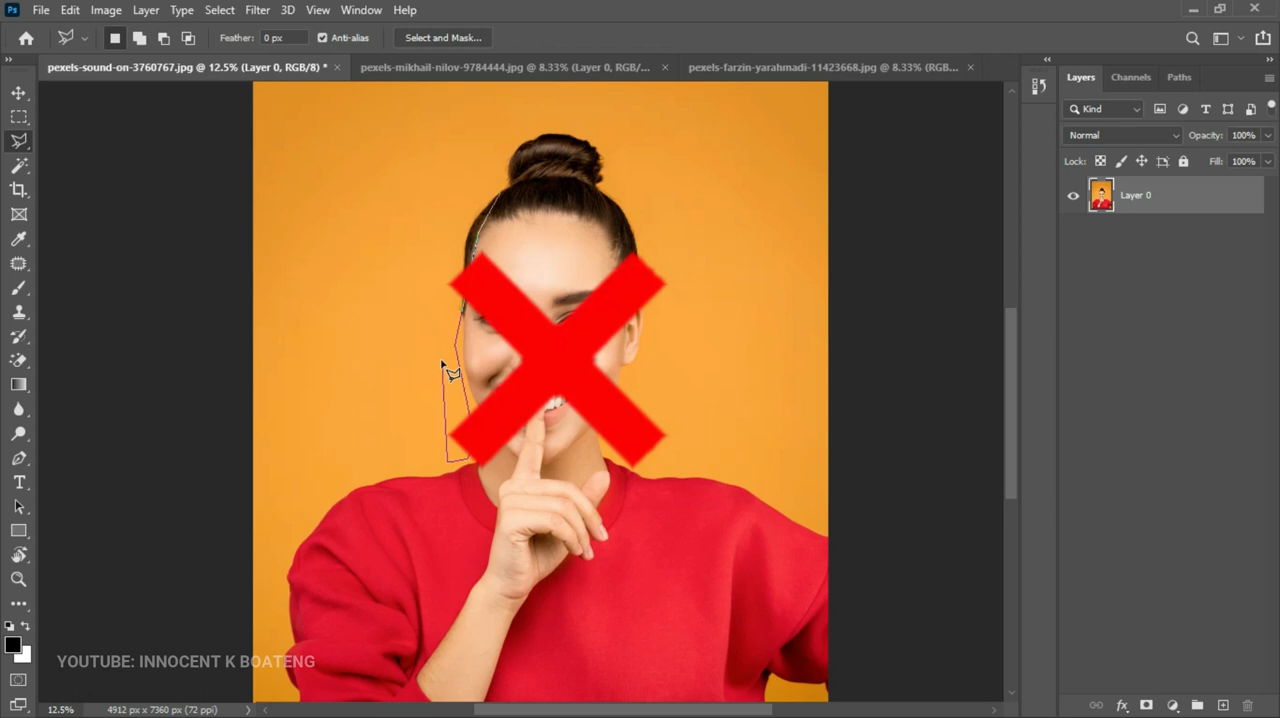 Ps File Edit Image Layer Type Select Filter 3D View Window Help
Feather: 0 px Anti-alias Select and Mask...
pexels-sound-on-3760767.jpg @ 12.5% (Layer 0, RGB/8) * × pexels-mikhail-nilov-9784444.jpg @ 8.33% (Layer 0, RGB/... × pexels-farzin-yarahmadi-11423668.jpg @ 8.33% (RGB... ×
Layers Channels Paths
Kind
Normal Opacity: 100%
Lock: Fill: 100%
Layer 0
YOUTUBE: INNOCENT K BOATENG
12.5% 4912 px x 7360 px (72 ppi)